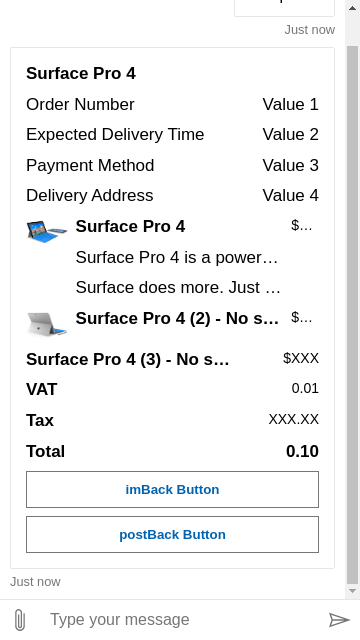 Just now
Surface Pro 4
Order Number Value 1
Expected Delivery Time Value 2
Payment Method Value 3
Delivery Address Value 4
Surface Pro 4 $…
Surface Pro 4 is a power…
Surface does more. Just …
Surface Pro 4 (2) - No s… $…
Surface Pro 4 (3) - No s… $XXX
VAT 0.01
Tax XXX.XX
Total 0.10
imBack Button
postBack Button
Just now
Type your message